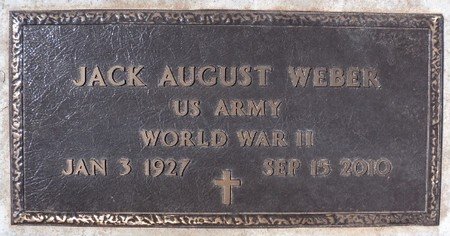 JACK AUGUST WEBER
US ARMY
WORLD WAR II
JAN 3 1927 SEP 15 2010